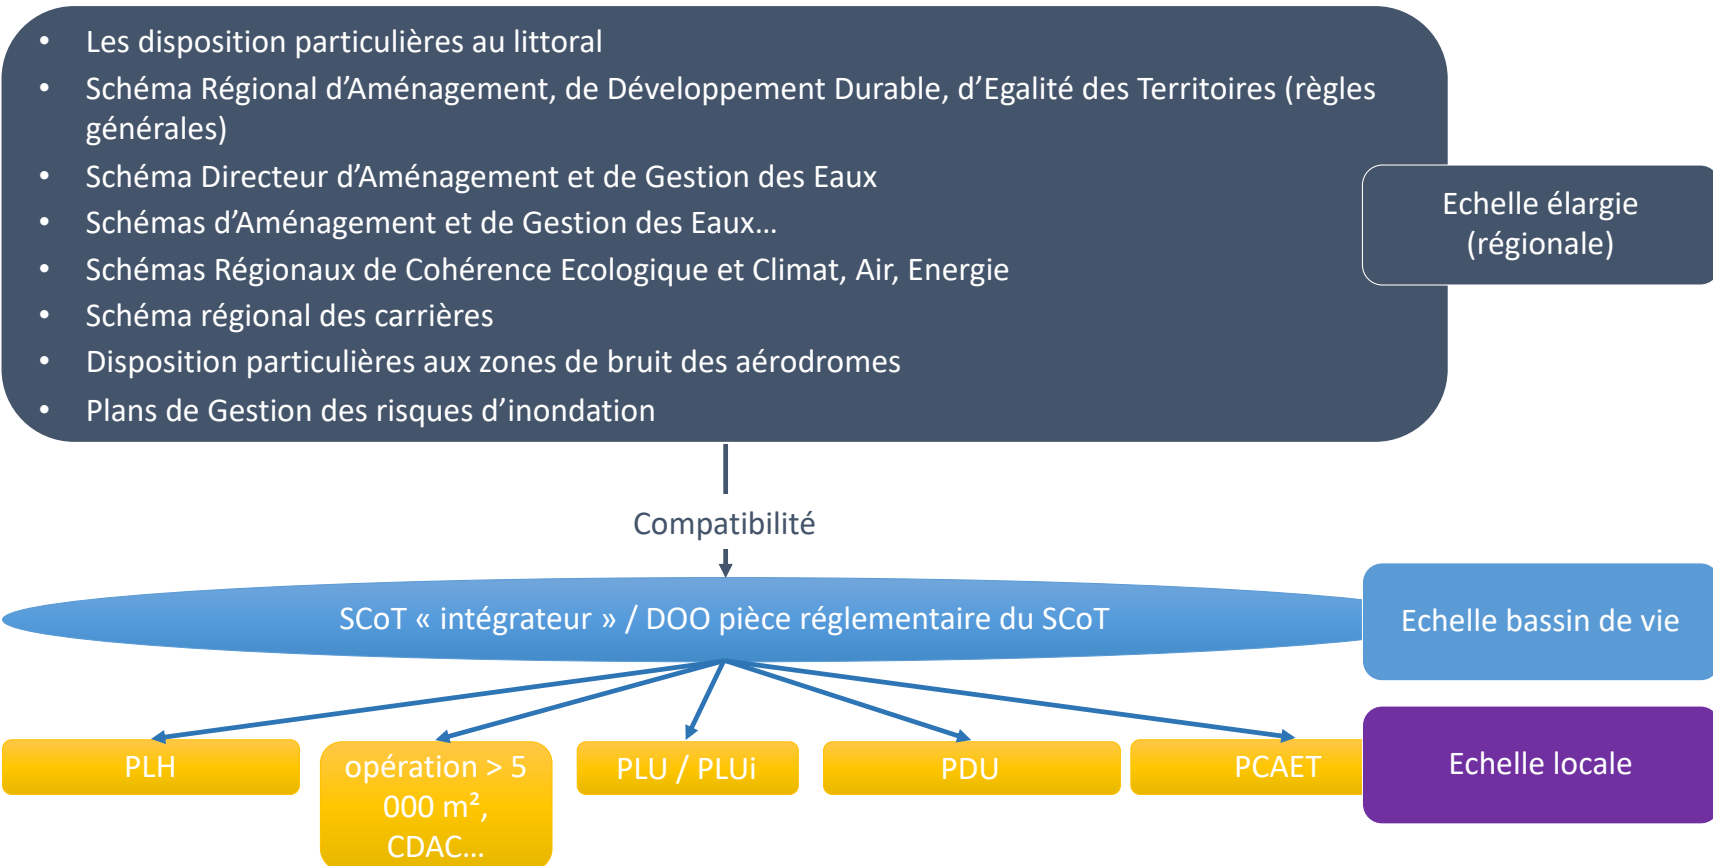 • Les disposition particulières au littoral
• Schéma Régional d’Aménagement, de Développement Durable, d’Egalité des Territoires (règles
générales)
• Schéma Directeur d’Aménagement et de Gestion des Eaux
• Schémas d’Aménagement et de Gestion des Eaux…
• Schémas Régionaux de Cohérence Ecologique et Climat, Air, Energie
• Schéma régional des carrières
• Disposition particulières aux zones de bruit des aérodromes
• Plans de Gestion des risques d’inondation
Echelle élargie
(régionale)
Compatibilité
SCoT « intégrateur » / DOO pièce réglementaire du SCoT
Echelle bassin de vie
PLH
opération > 5
000 m²,
CDAC…
PLU / PLUi
PDU
PCAET
Echelle locale